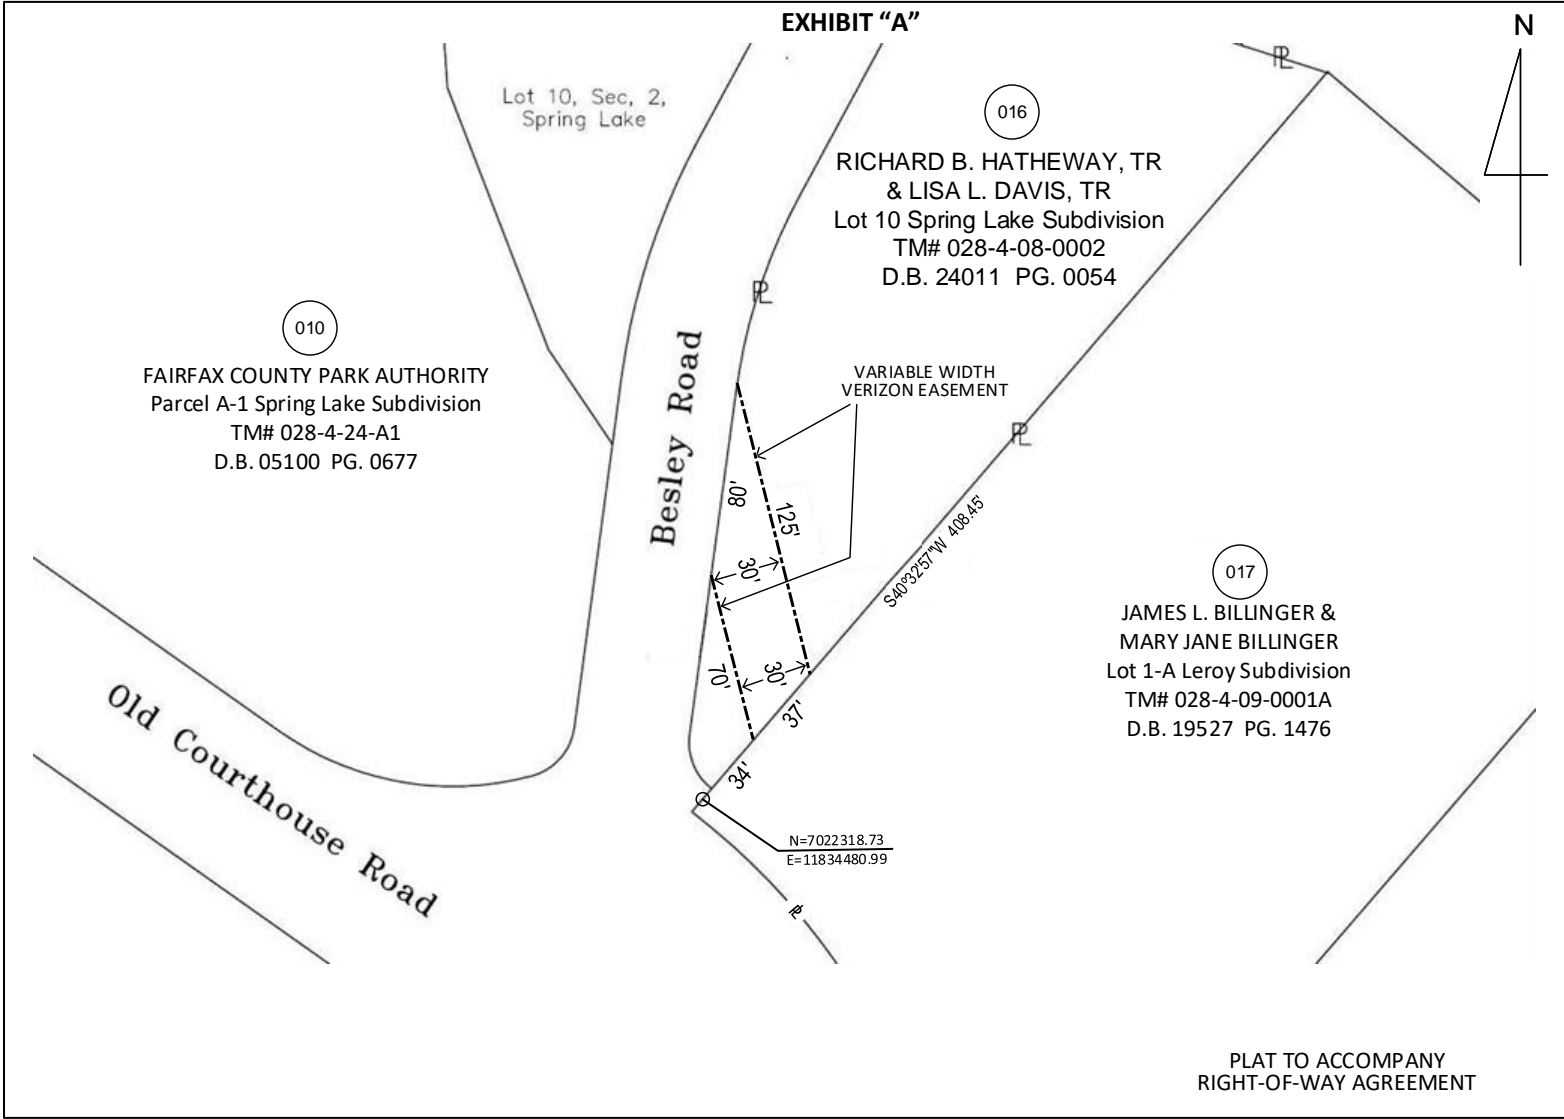 EXHIBIT “A”
N
Lot 10, Sec, 2,
Spring Lake
PL
016
RICHARD B. HATHEWAY, TR
& LISA L. DAVIS, TR
Lot 10 Spring Lake Subdivision
TM# 028-4-08-0002
D.B. 24011 PG. 0054
PL
010
FAIRFAX COUNTY PARK AUTHORITY
Parcel A-1 Spring Lake Subdivision
TM# 028-4-24-A1
D.B. 05100 PG. 0677
Besley Road
VARIABLE WIDTH
VERIZON EASEMENT
PL
80'
125'
30'
S40°32'57"W 408.45'
017
JAMES L. BILLINGER &
MARY JANE BILLINGER
Lot 1-A Leroy Subdivision
TM# 028-4-09-0001A
D.B. 19527 PG. 1476
70'
30'
37'
34'
Old Courthouse Road
N=7022318.73
E=11834480.99
PL
PLAT TO ACCOMPANY
RIGHT-OF-WAY AGREEMENT